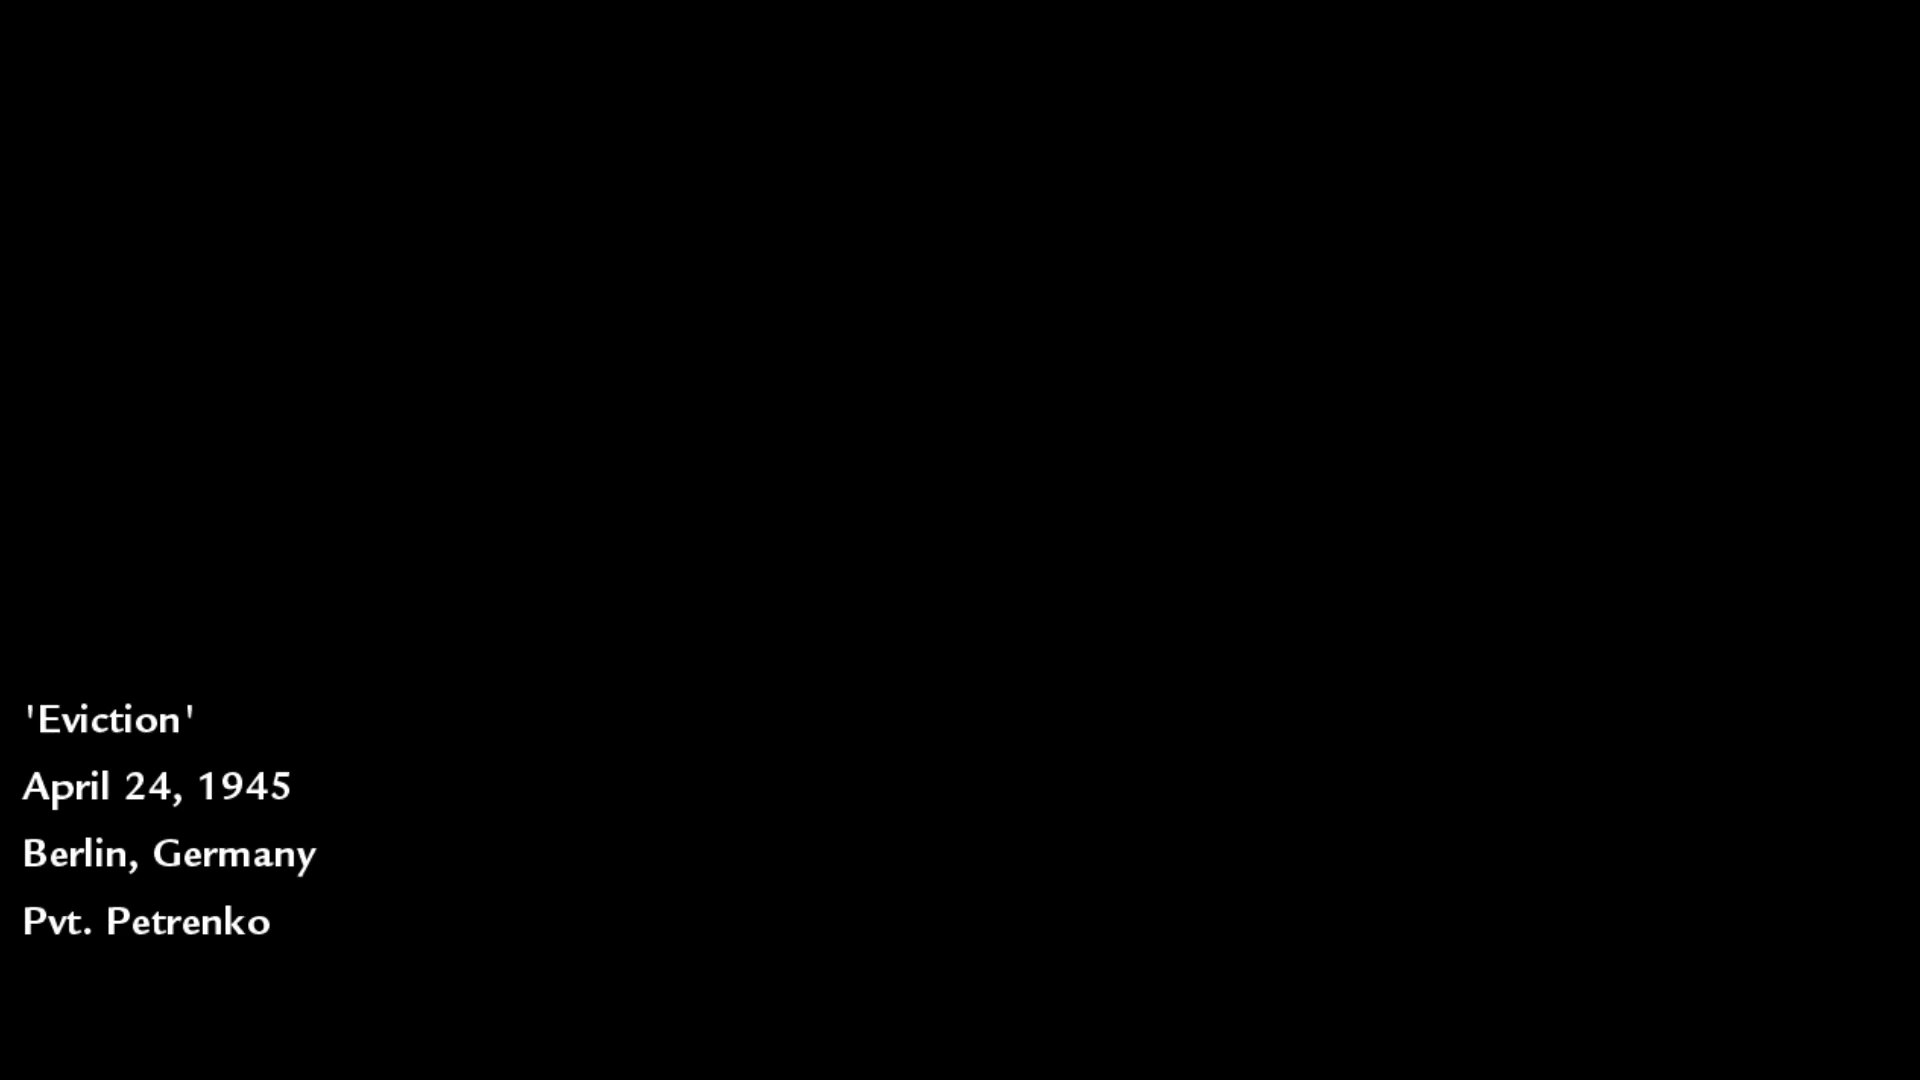 'Eviction'
April 24, 1945
Berlin, Germany
Pvt. Petrenko